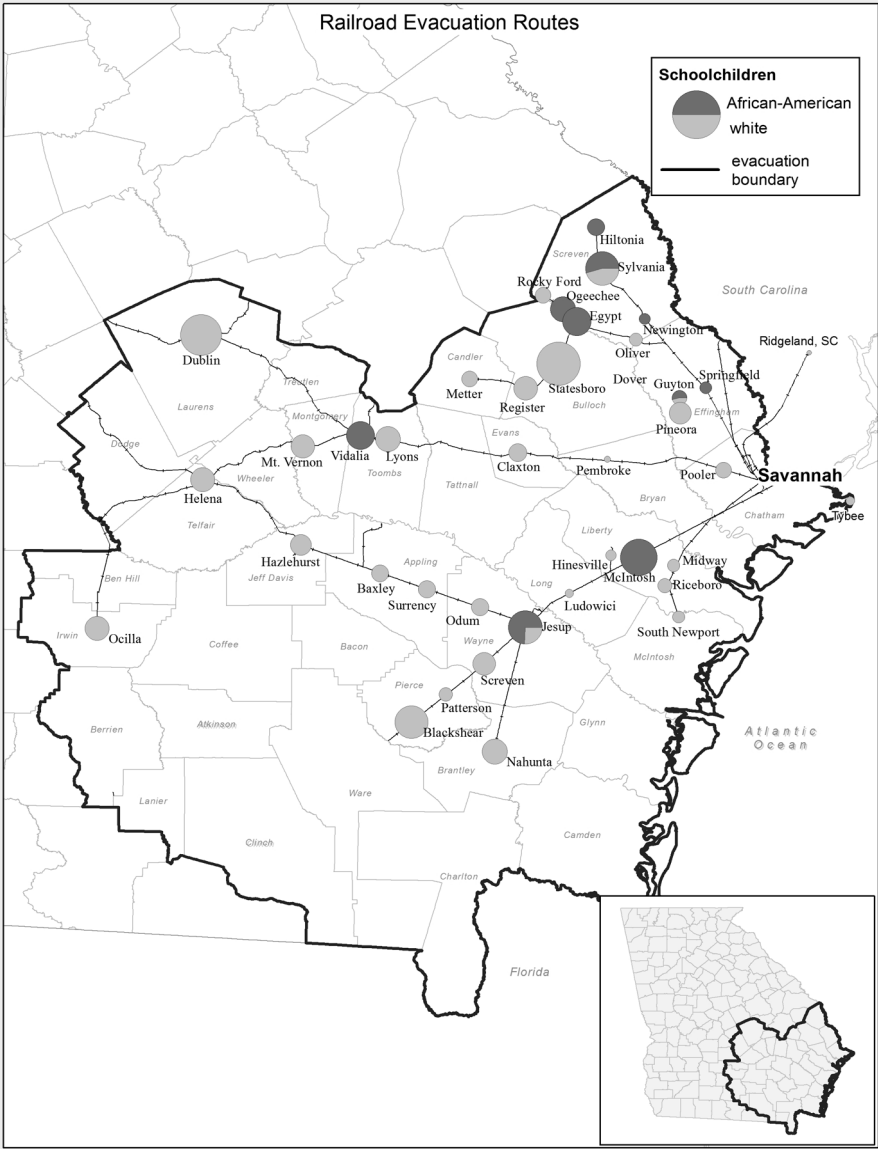 Railroad Evacuation Routes
Schoolchildren
African-American
white
evacuation
boundary
Hiltonia
Screven
Sylvania
Rocky Ford
Ogeechee
South Carolina
Egypt
Newington
Ridgeland, SC
Oliver
Dublin
Candler
Statesboro
Dover
Springfield
Treutlen
Metter
Guyton
Register
Bulloch
Effingham
Laurens
Montgomery
Pineora
Dodge
Evans
Mt. Vernon
Vidalia
Lyons
Claxton
Pembroke
Pooler
Savannah
Wheeler
Toombs
Tattnall
Helena
Bryan
Tybee
Chatham
Telfair
Liberty
Hazlehurst
Appling
Hinesville
McIntosh
Midway
Ben Hill
Jeff Davis
Baxley
Long
Riceboro
Surrency
Ludowici
Odum
South Newport
Irwin
Ocilla
Jesup
Coffee
Bacon
Wayne
McIntosh
Screven
Pierce
Patterson
Berrien
Atkinson
Glynn
Blackshear
Atlantic
Ocean
Nahunta
Brantley
Lanier
Ware
Clinch
Camden
Charlton
Florida